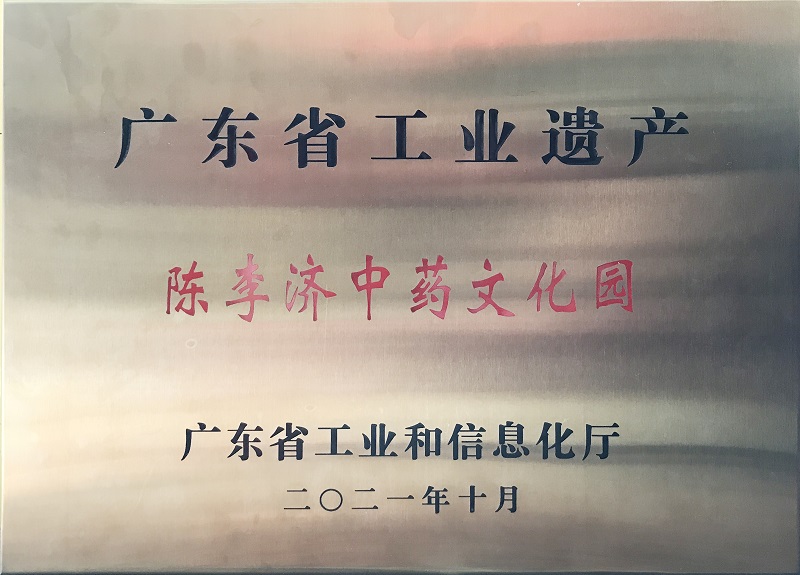 广东省工业遗产
陈李济中药文化园
广东省工业和信息化厅
二〇二一年十月